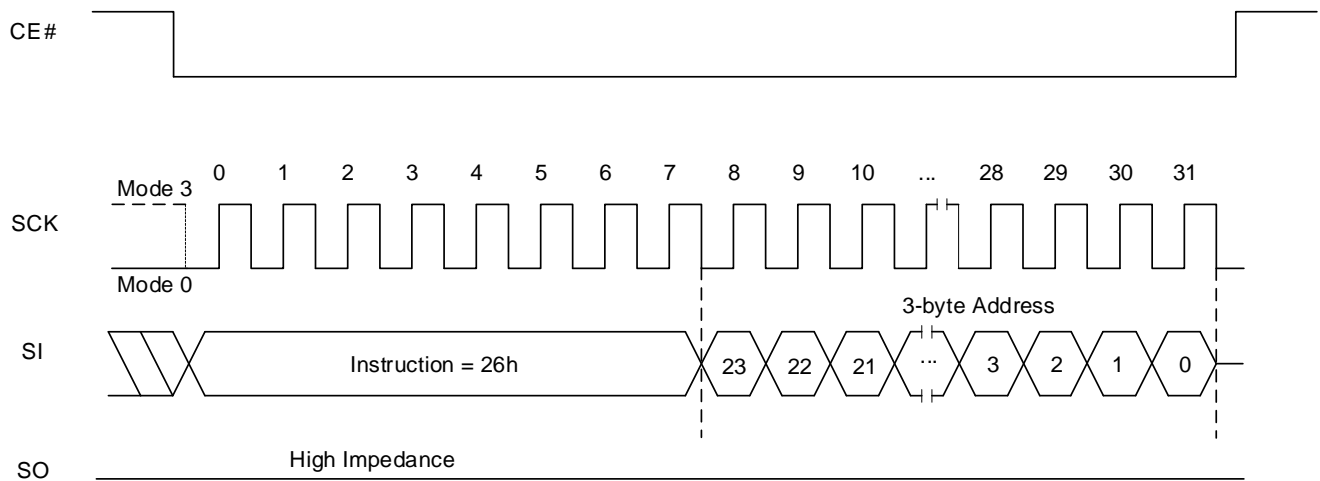 CE#
0 1 2 3 4 5 6 7 8 9 10 ... 28 29 30 31
Mode 3
SCK
Mode 0
3-byte Address
SI
Instruction = 26h 23 22 21 ... 3 2 1 0
High Impedance
SO